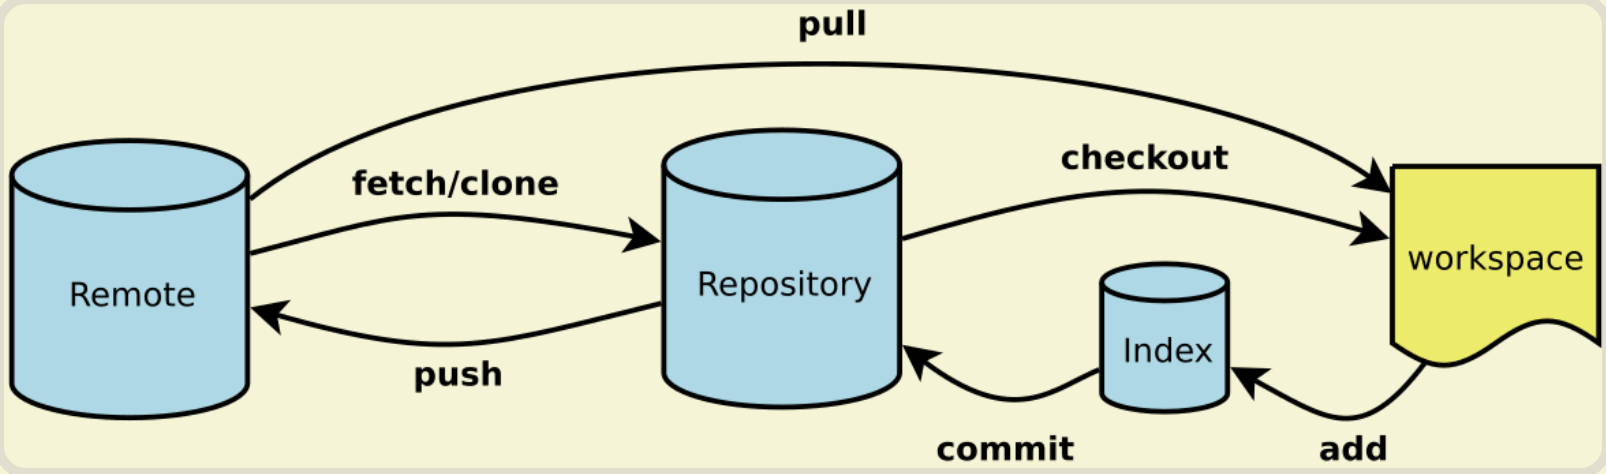 pull
fetch/clone
checkout
Remote
Repository
workspace
Index
push
commit
add